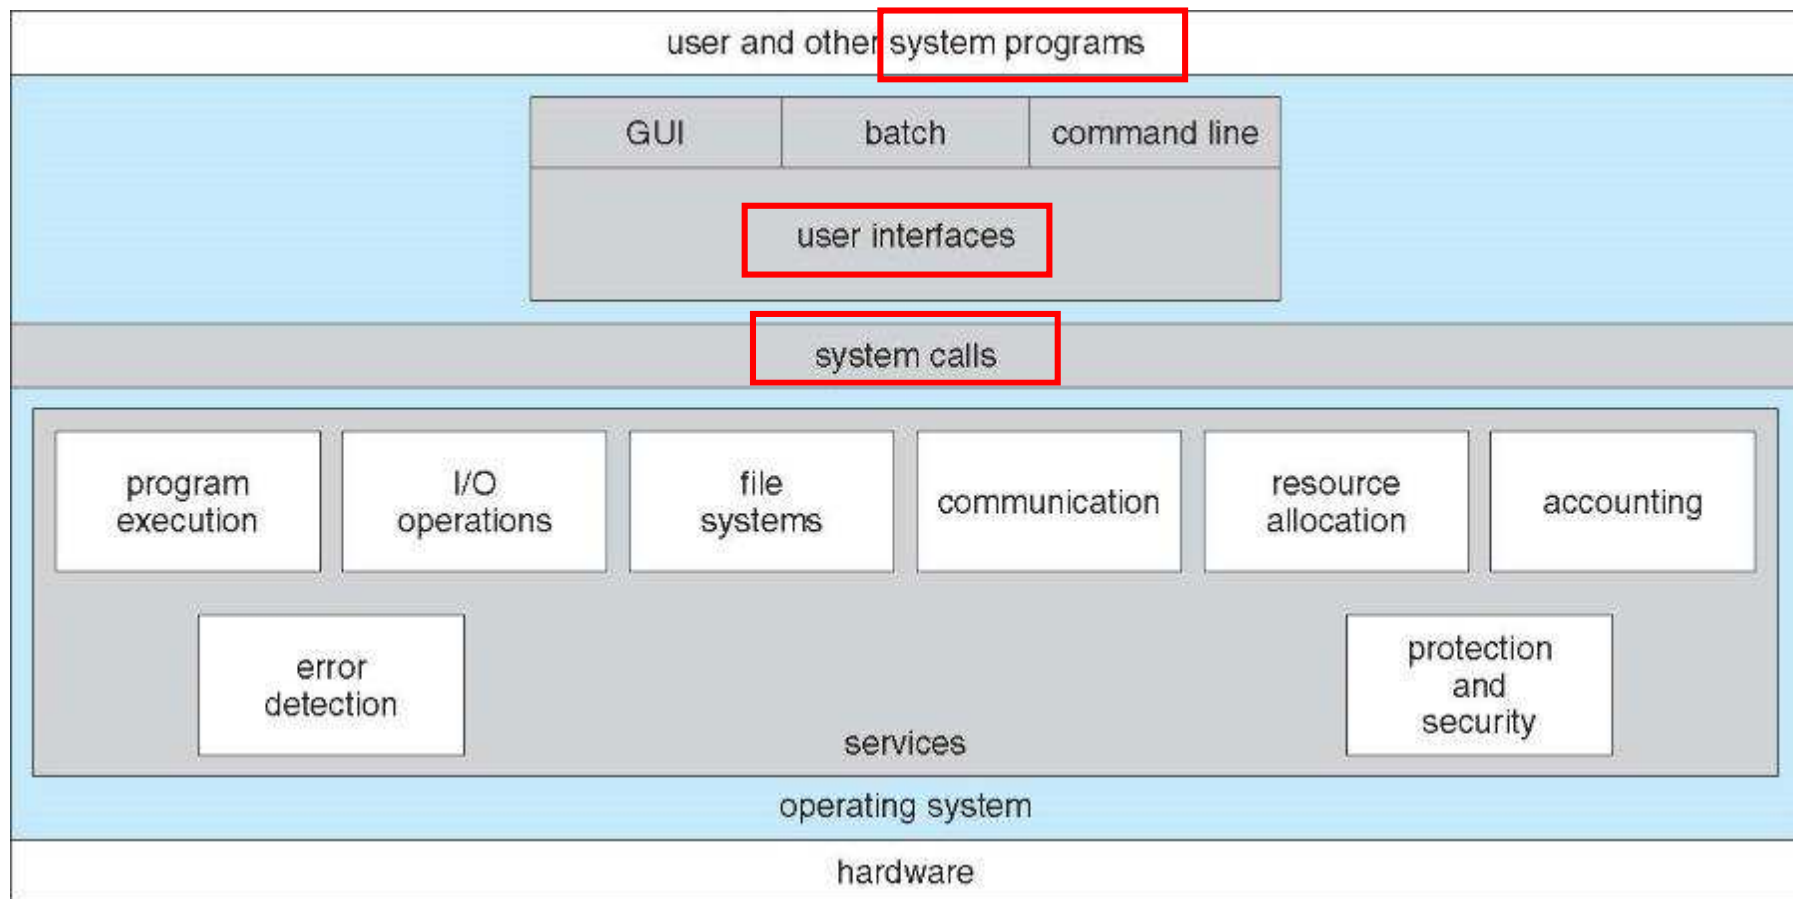 user and other system programs
GUI
batch
command line
user interfaces
system calls
program
execution
I/O
operations
file
systems
communication
resource
allocation
accounting
error
detection
protection
and
security
services
operating system
hardware